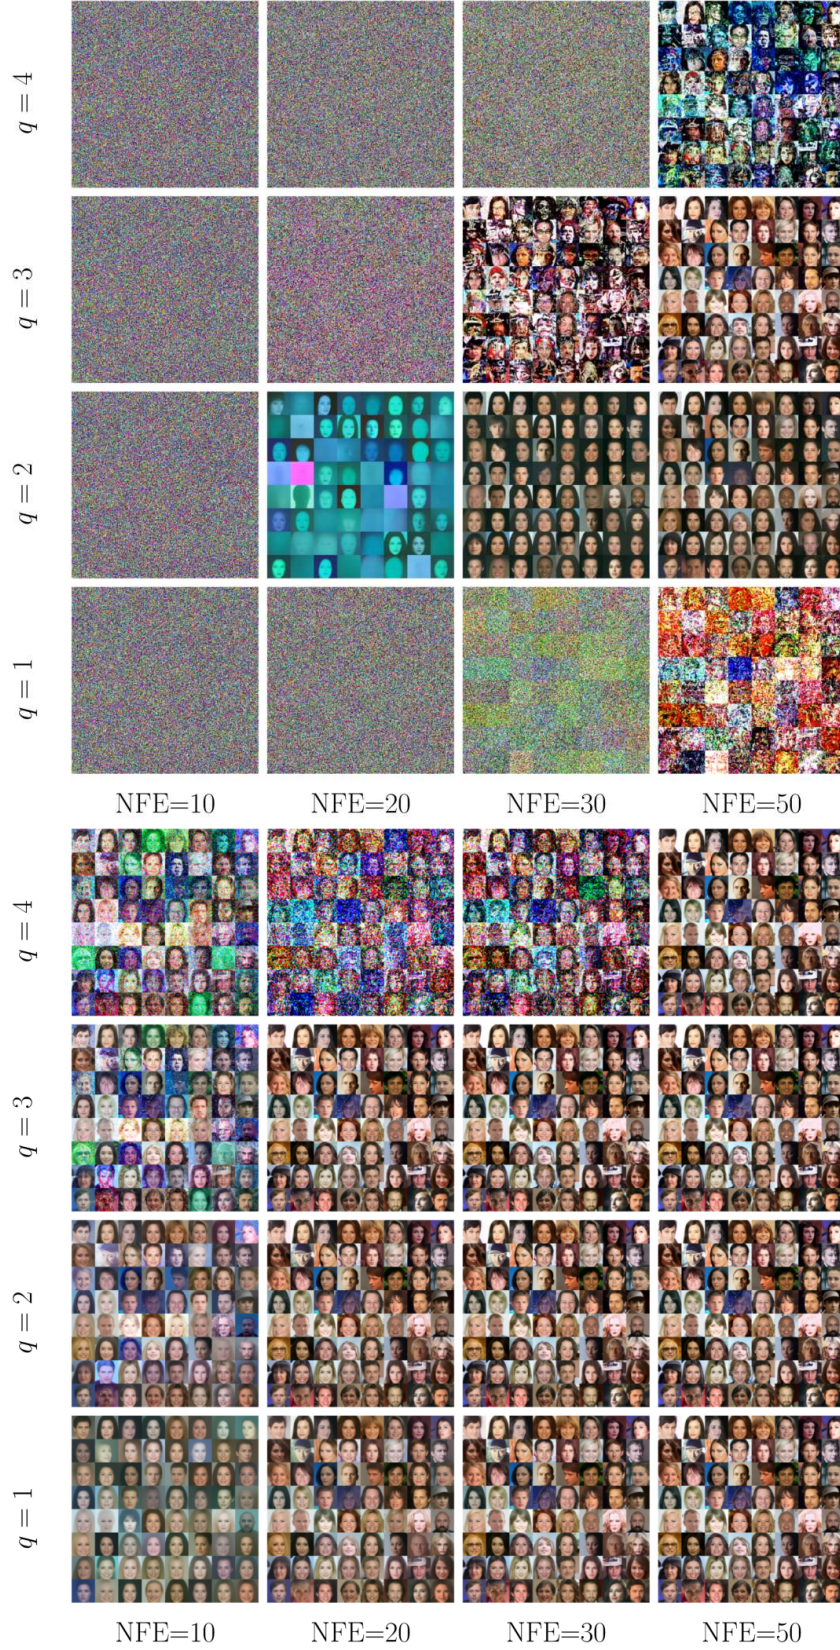 q = 4
q = 3
q = 2
q = 1
NFE=10 NFE=20 NFE=30 NFE=50
q = 4
q = 3
q = 2
q = 1
NFE=10 NFE=20 NFE=30 NFE=50